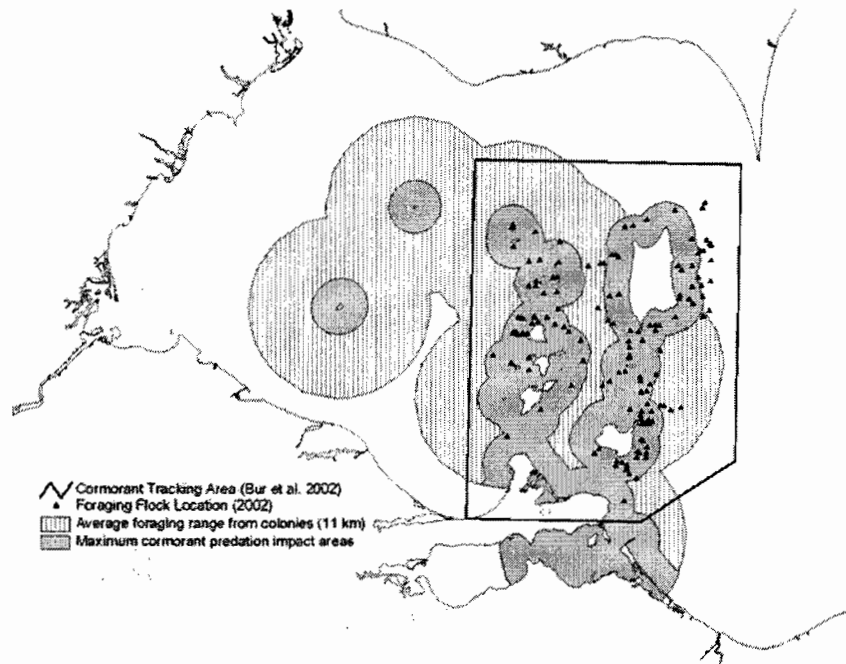 Cormorant Tracking Area (Bur et al. 2002)
Foraging Flock Location (2002)
Average foraging range from colonies (11 km)
Maximum cormorant predation impact areas